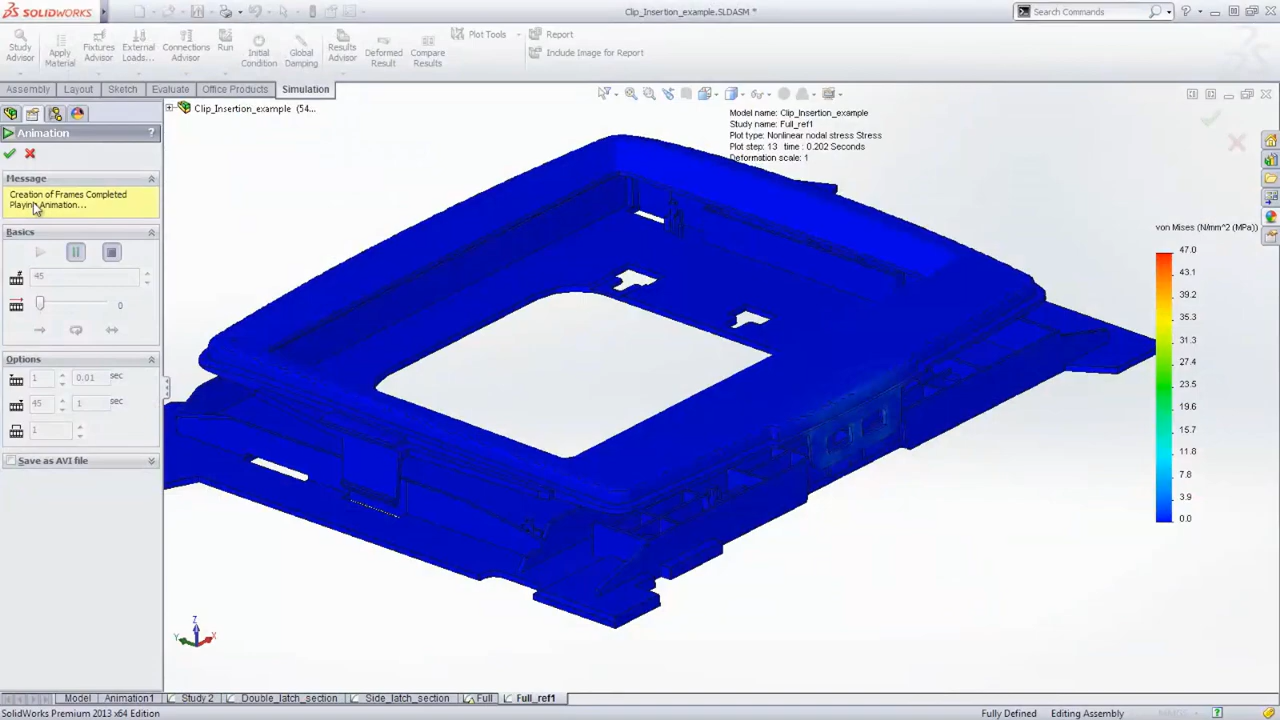 SOLIDWORKS
Clip_Insertion_example.SLDASM *
Search Commands
Study Advisor
Apply Material
Fixtures Advisor
External Loads...
Connections Advisor
Run
Initial Condition
Global Damping
Results Advisor
Deformed Result
Compare Results
Plot Tools
Report
Include Image for Report
Assembly
Layout
Sketch
Evaluate
Office Products
Simulation
Clip_Insertion_example (54...
Model name: Clip_Insertion_example
Study name: Full_ref1
Plot type: Nonlinear nodal stress Stress
Plot step: 13 time : 0.202 Seconds
Deformation scale: 1
Animation
?
Message
Creation of Frames Completed
Playing Animation...
Basics
45
0
Options
1
0.01
sec
45
1
sec
1
Save as AVI file
von Mises (N/mm^2 (MPa))
47.0
43.1
39.2
35.3
31.3
27.4
23.5
19.6
15.7
11.8
7.8
3.9
0.0
Z
Y
X
Model
Animation1
Study 2
Double_latch_section
Side_latch_section
Full
Full_ref1
SolidWorks Premium 2013 x64 Edition
Fully Defined
Editing Assembly